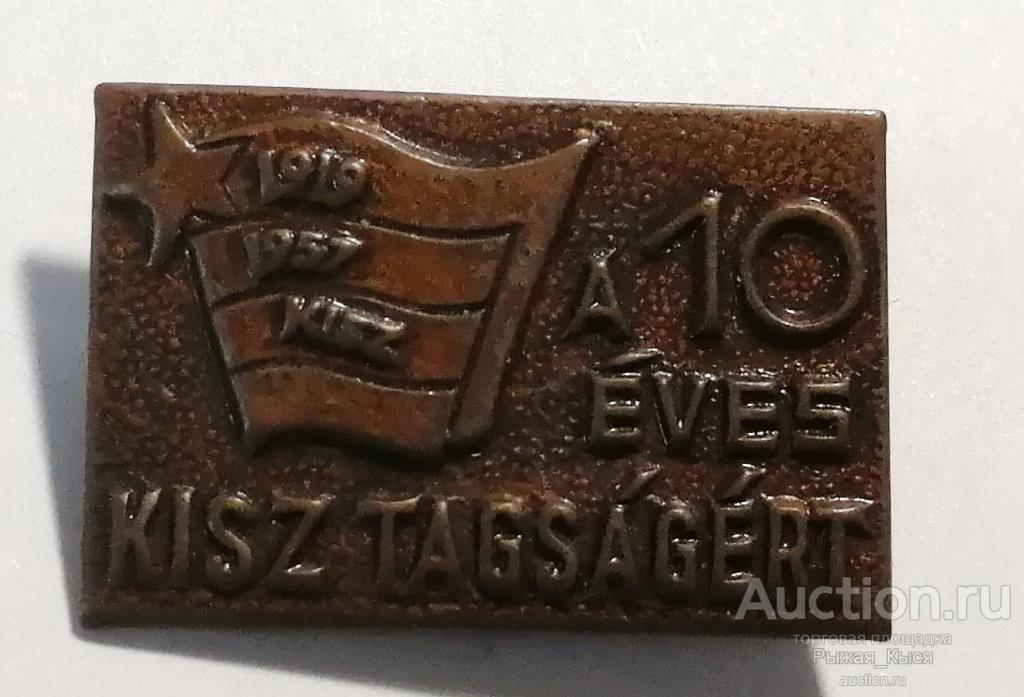 1919
1957
KISZ
A 10
ÉVES
KISZ TAGSÁGÉRT
Auction.ru
торговая площадка
Рыжая_Кыся
auction.ru